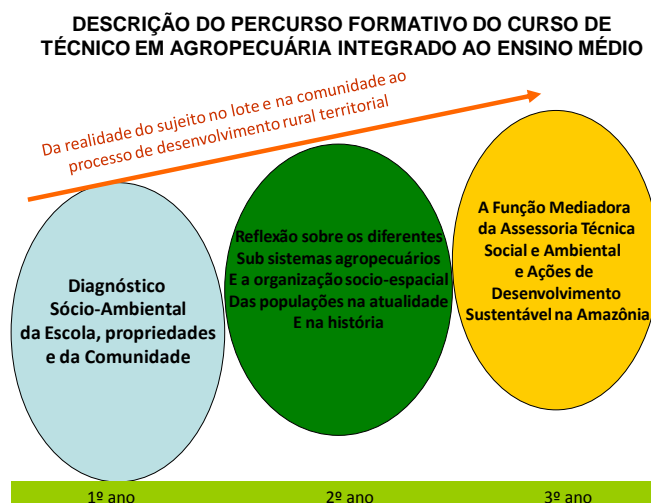 DESCRIÇÃO DO PERCURSO FORMATIVO DO CURSO DE
TÉCNICO EM AGROPECUÁRIA INTEGRADO AO ENSINO MÉDIO
Da realidade do sujeito no lote e na comunidade ao
processo de desenvolvimento rural territorial
Diagnóstico
Sócio-Ambiental
da Escola, propriedades
e da Comunidade
Reflexão sobre os diferentes
Sub sistemas agropecuários
E a organização socio-espacial
Das populações na atualidade
E na história
A Função Mediadora
da Assessoria Técnica
Social e Ambiental
e Ações de
Desenvolvimento
Sustentável na Amazônia
1º ano
2º ano
3º ano